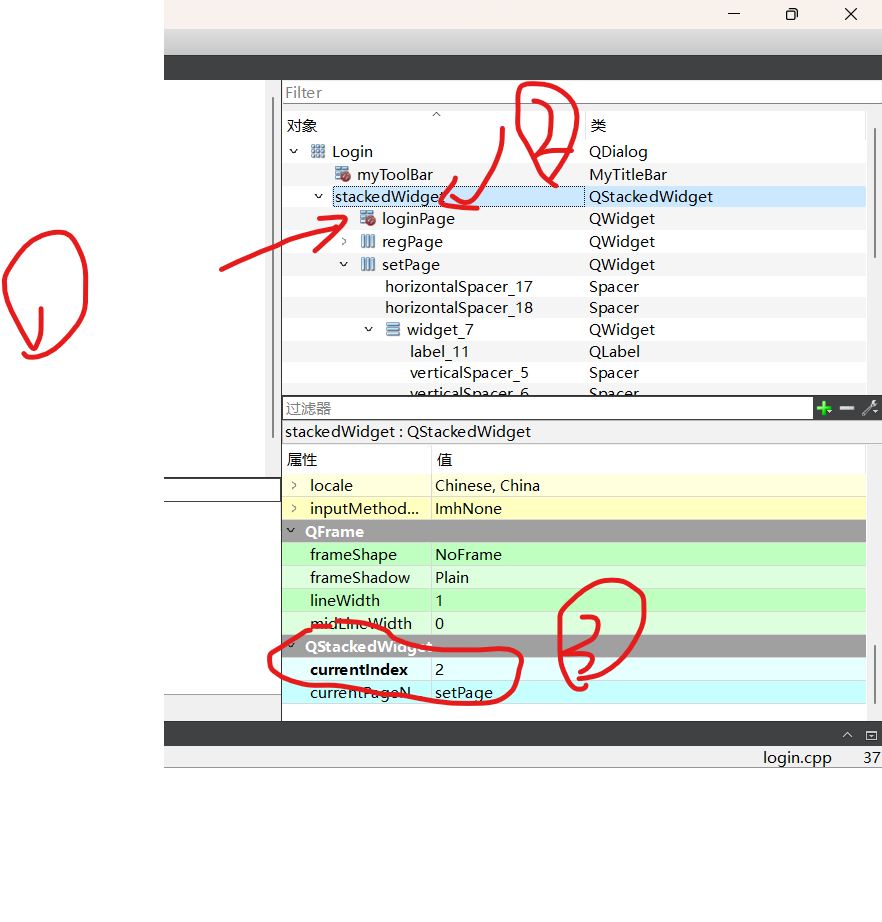 Filter
对象 类
Login QDialog
myToolBar MyTitleBar
stackedWidget QStackedWidget
loginPage QWidget
regPage QWidget
setPage QWidget
horizontalSpacer_17 Spacer
horizontalSpacer_18 Spacer
widget_7 QWidget
label_11 QLabel
verticalSpacer_5 Spacer
verticalSpacer_6 Spacer
过滤器
stackedWidget : QStackedWidget
属性 值
locale Chinese, China
inputMethod... ImhNone
QFrame
frameShape NoFrame
frameShadow Plain
lineWidth 1
midLineWidth 0
QStackedWidget
currentIndex 2
currentPageN... setPage
login.cpp 37
1
2
3